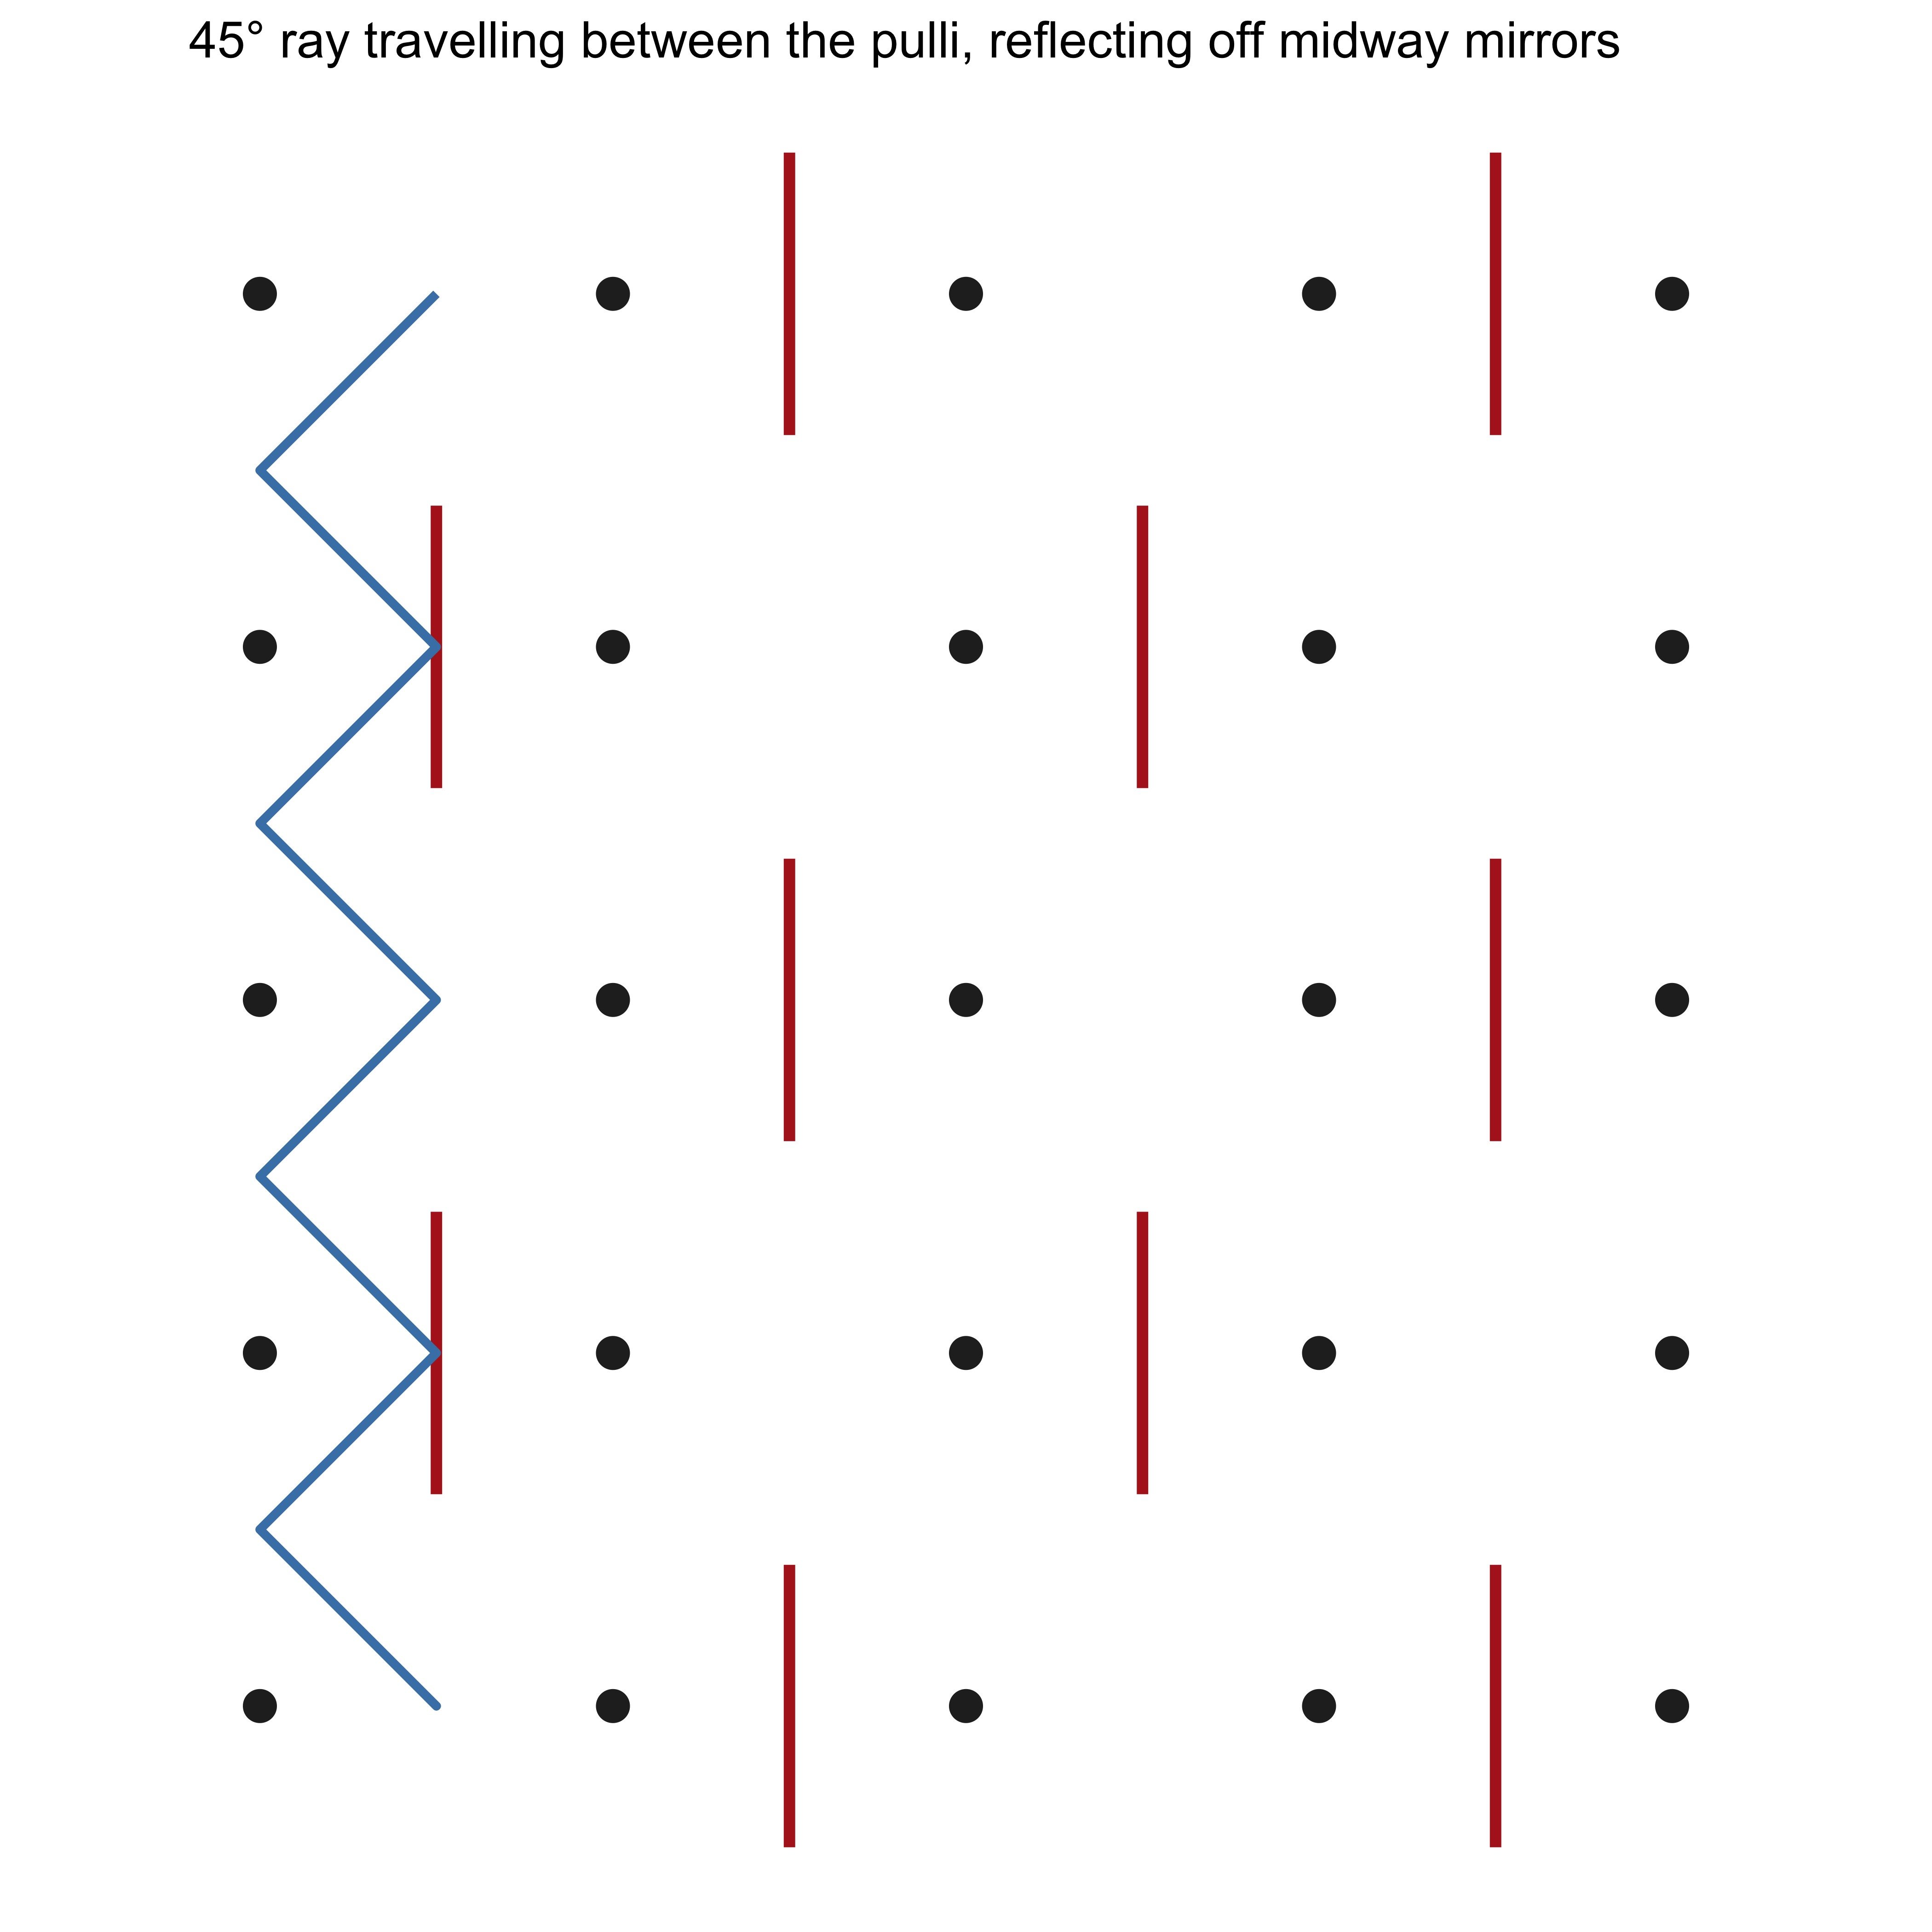 45° ray travelling between the pulli, reflecting off midway mirrors